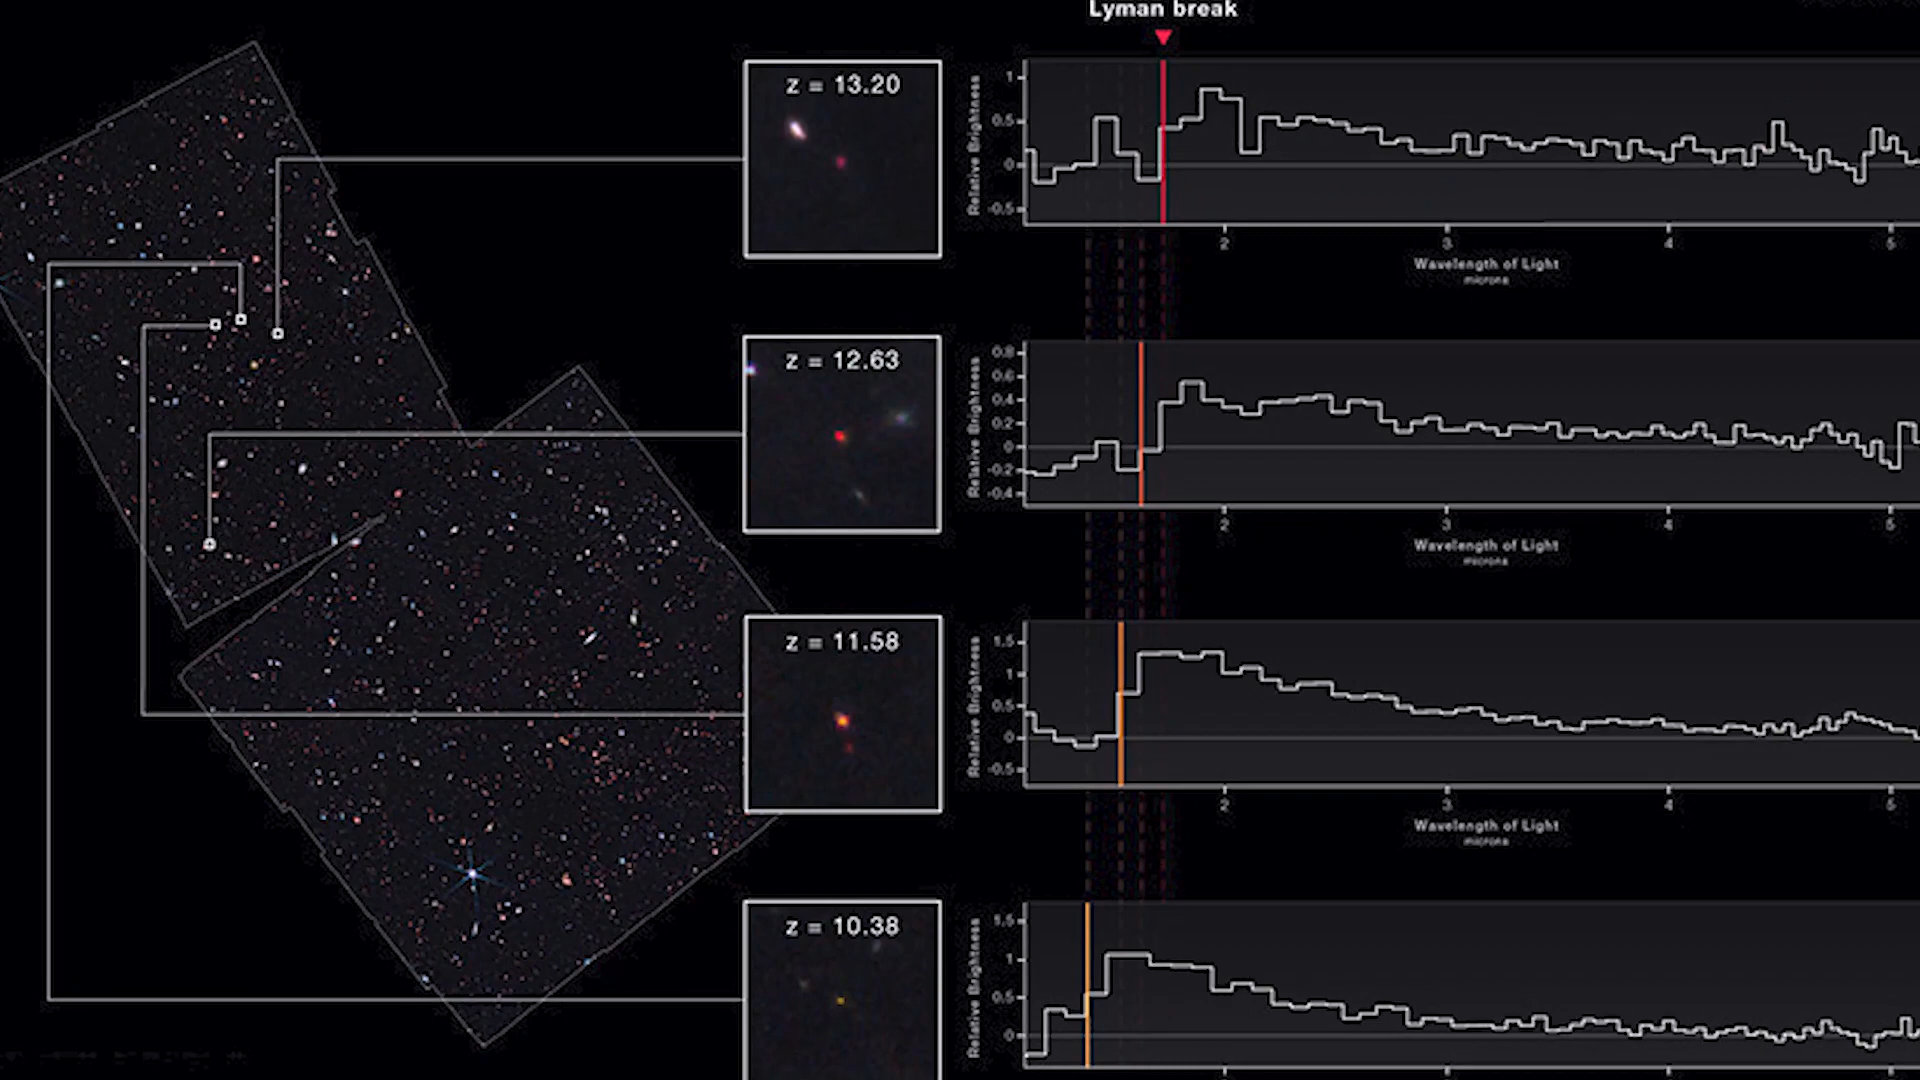 Lyman break
z = 13.20
Relative Brightness
1
0.5
0
-0.5
2 3 4 5
Wavelength of Light
microns
z = 12.63
Relative Brightness
0.8
0.6
0.4
0.2
0
-0.2
-0.4
2 3 4 5
Wavelength of Light
microns
z = 11.58
Relative Brightness
1.5
1
0.5
0
-0.5
2 3 4 5
Wavelength of Light
microns
z = 10.38
Relative Brightness
1.5
1
0.5
0